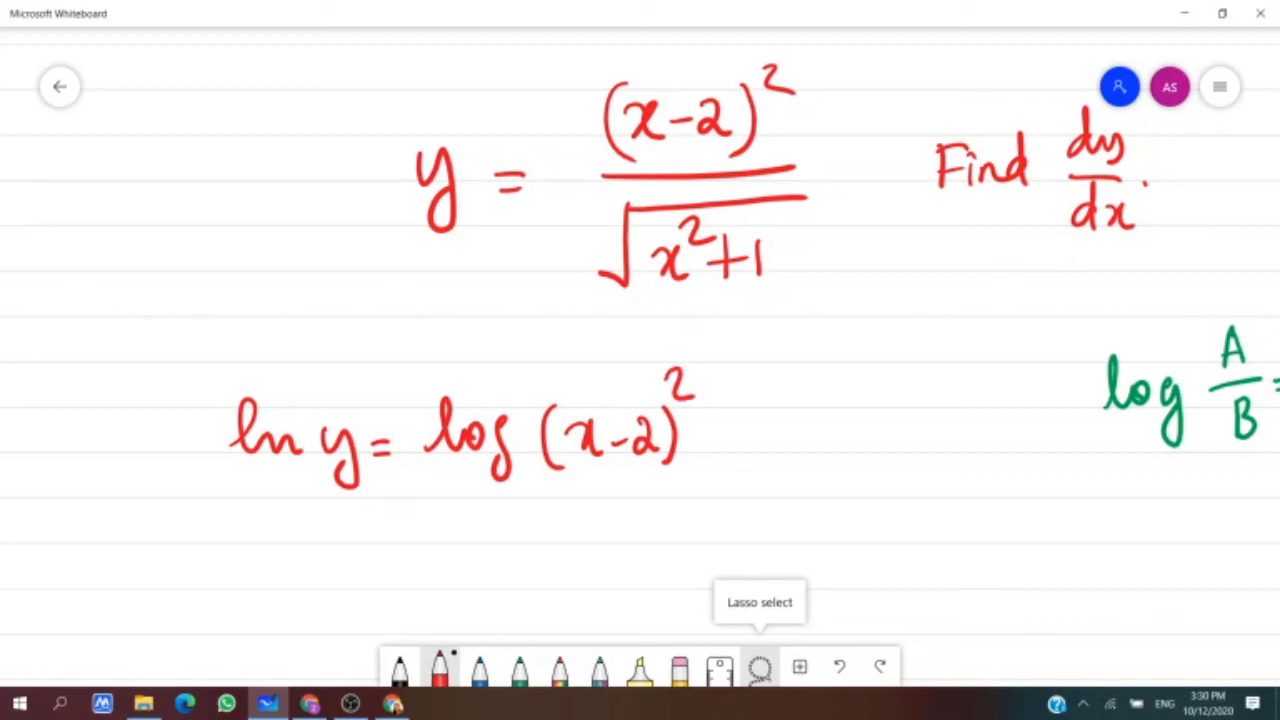 Microsoft Whiteboard
AS
y = (x-2)² / √(x²+1)
Find dy/dx.
log A/B =
ln y = log (x-2)²
Lasso select
ENG
3:30 PM
10/12/2020